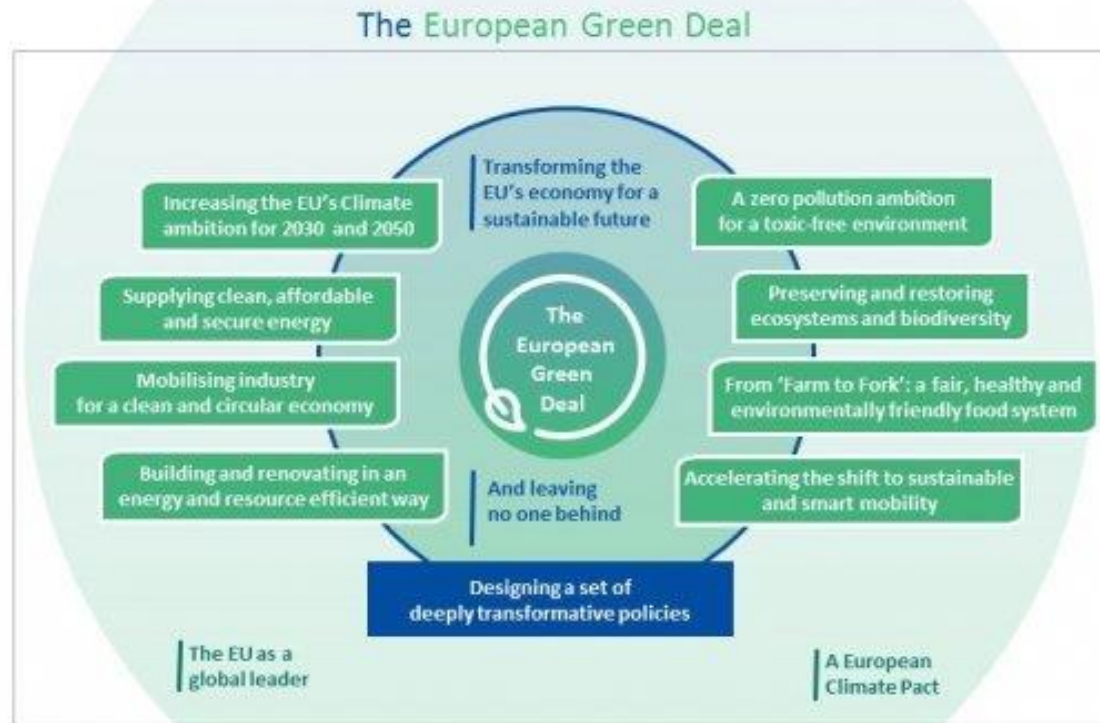 The European Green Deal
Transforming the
EU's economy for a
sustainable future
Increasing the EU's Climate
ambition for 2030 and 2050
Supplying clean, affordable
and secure energy
Mobilising industry
for a clean and circular economy
Building and renovating in an
energy and resource efficient way
The
European
Green
Deal
A zero pollution ambition
for a toxic-free environment
Preserving and restoring
ecosystems and biodiversity
From 'Farm to Fork': a fair, healthy and
environmentally friendly food system
Accelerating the shift to sustainable
and smart mobility
And leaving
no one behind
Designing a set of
deeply transformative policies
The EU as a
global leader
A European
Climate Pact